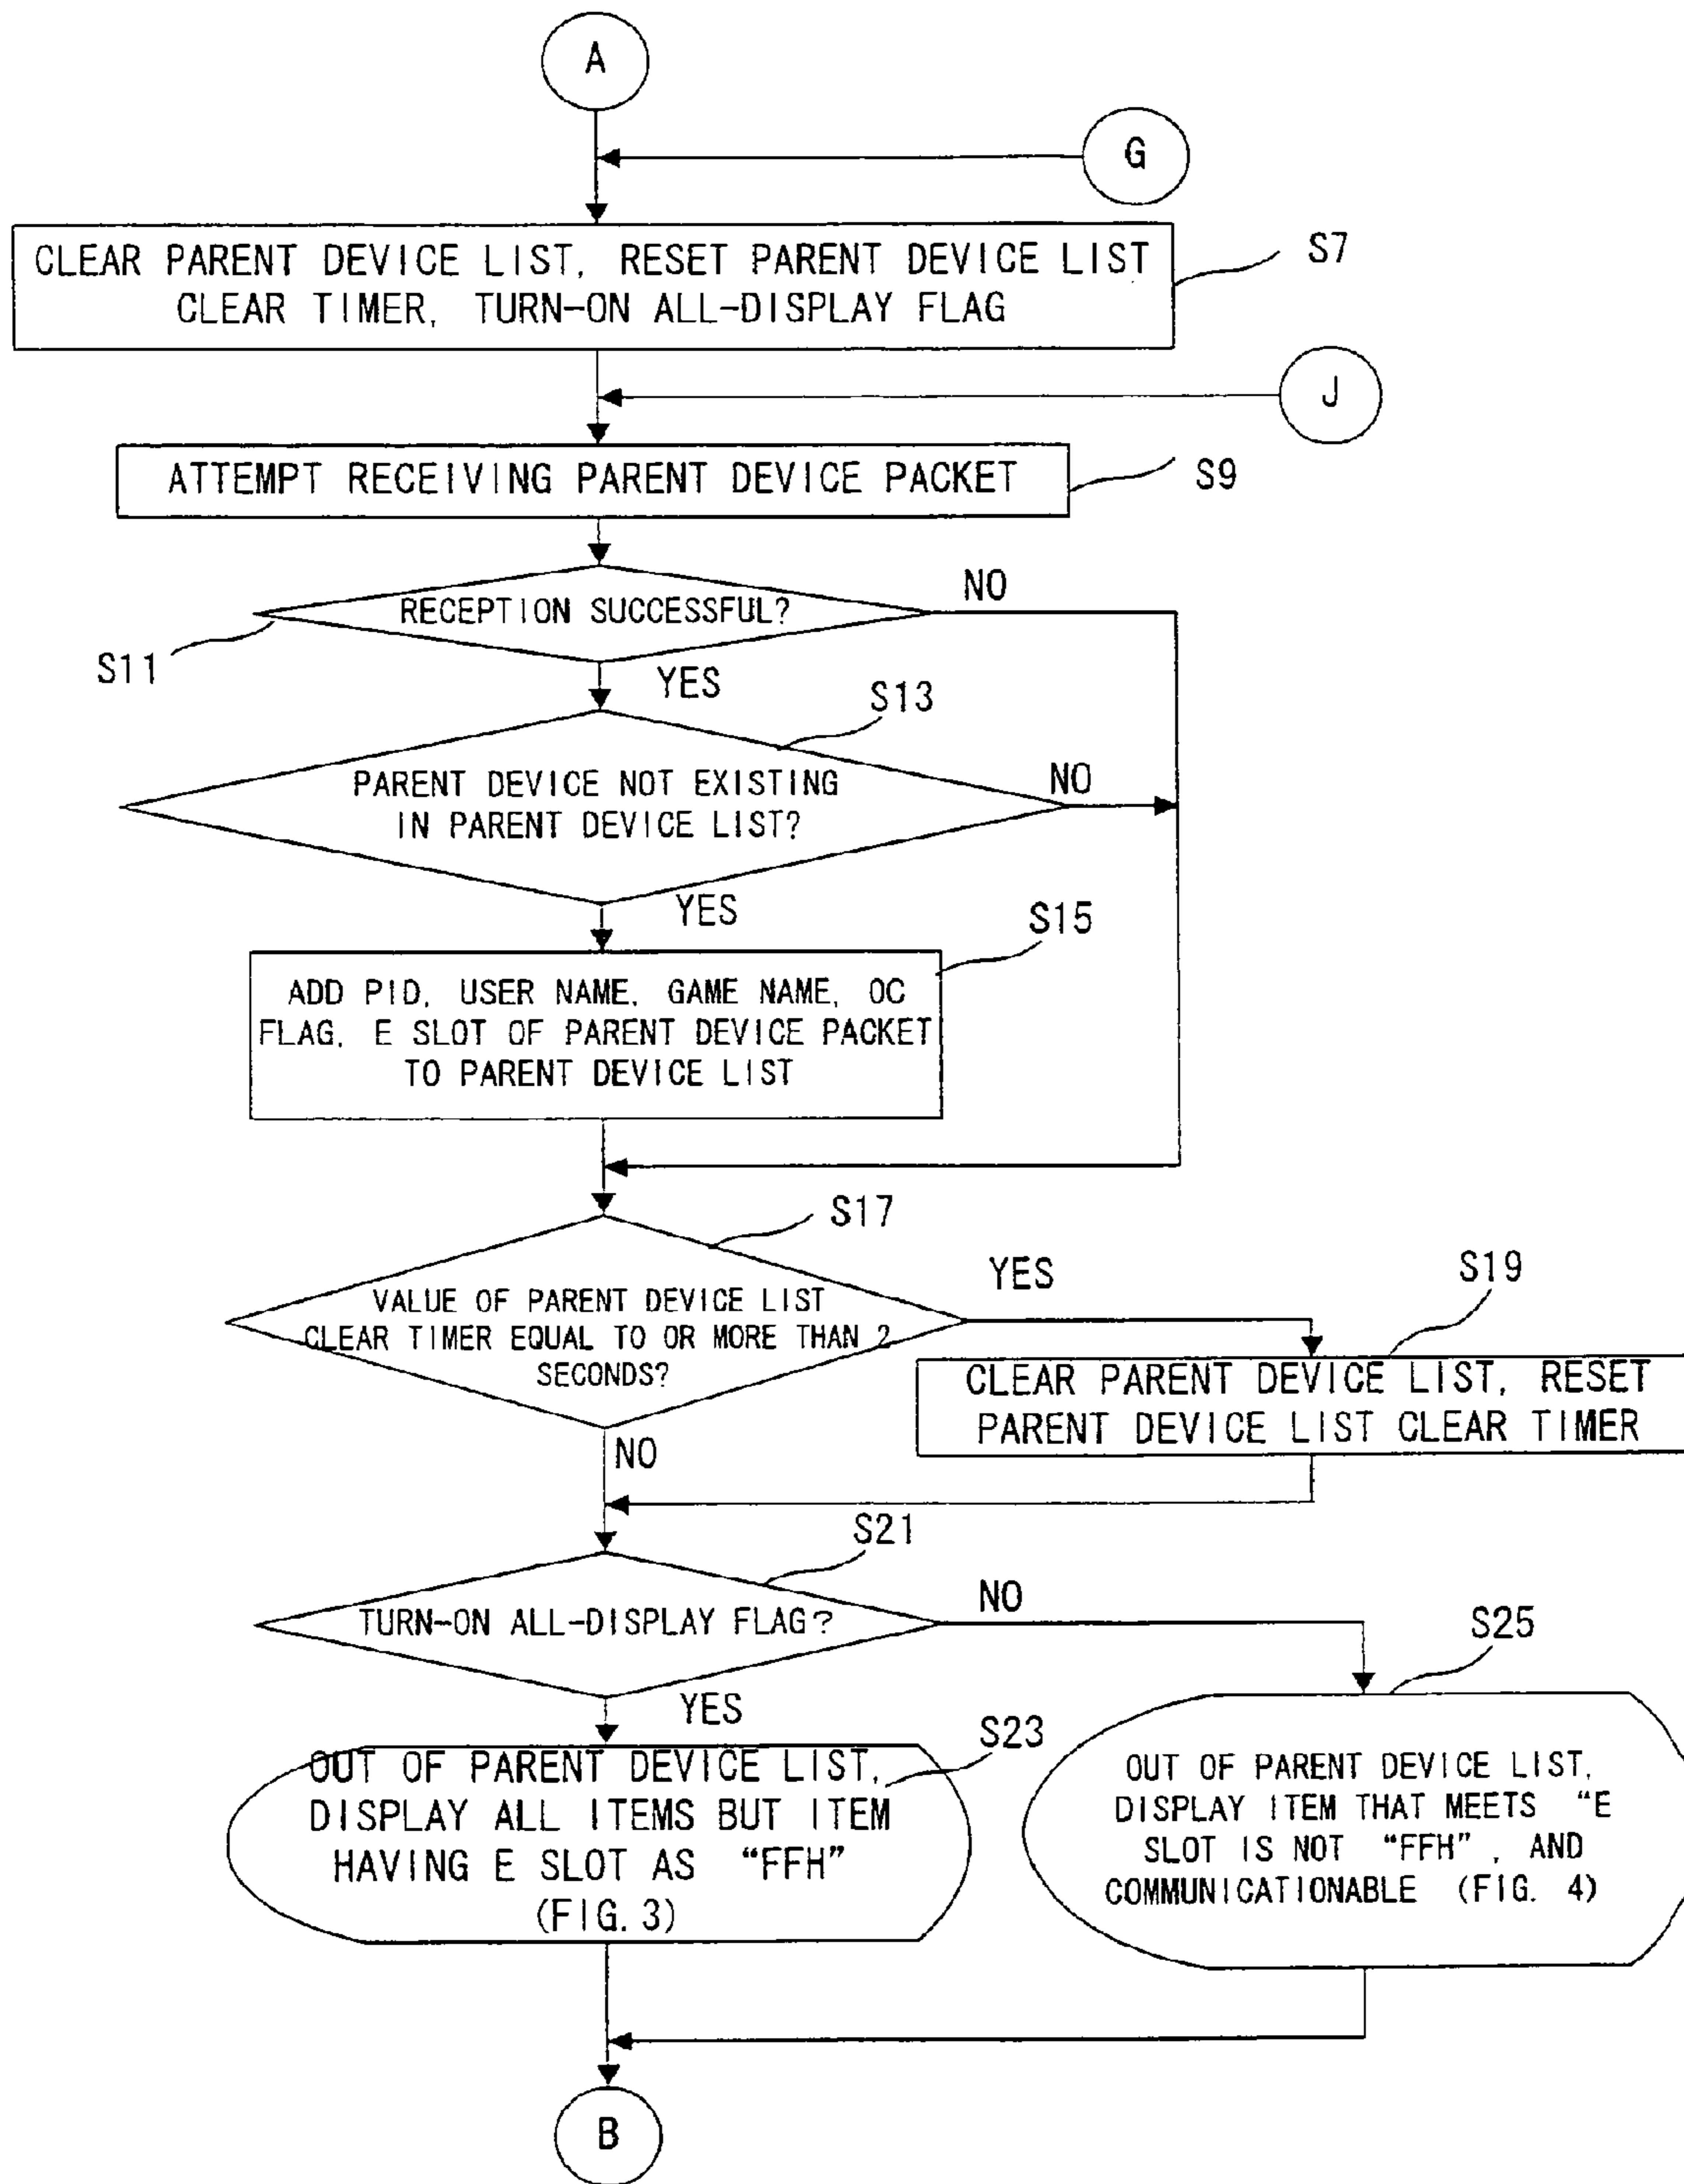 A
G
CLEAR PARENT DEVICE LIST, RESET PARENT DEVICE LIST
CLEAR TIMER, TURN-ON ALL-DISPLAY FLAG
S7
J
ATTEMPT RECEIVING PARENT DEVICE PACKET
S9
RECEPTION SUCCESSFUL?
NO
S11
YES
S13
PARENT DEVICE NOT EXISTING
IN PARENT DEVICE LIST?
NO
YES
S15
ADD PID, USER NAME, GAME NAME, OC
FLAG, E SLOT OF PARENT DEVICE PACKET
TO PARENT DEVICE LIST
S17
VALUE OF PARENT DEVICE LIST
CLEAR TIMER EQUAL TO OR MORE THAN 2
SECONDS?
YES
S19
CLEAR PARENT DEVICE LIST, RESET
PARENT DEVICE LIST CLEAR TIMER
NO
S21
TURN-ON ALL-DISPLAY FLAG?
NO
S25
YES
S23
OUT OF PARENT DEVICE LIST,
DISPLAY ALL ITEMS BUT ITEM
HAVING E SLOT AS “FFH”
(FIG. 3)
OUT OF PARENT DEVICE LIST,
DISPLAY ITEM THAT MEETS “E
SLOT IS NOT “FFH”, AND
COMMUNICATIONABLE (FIG. 4)
B